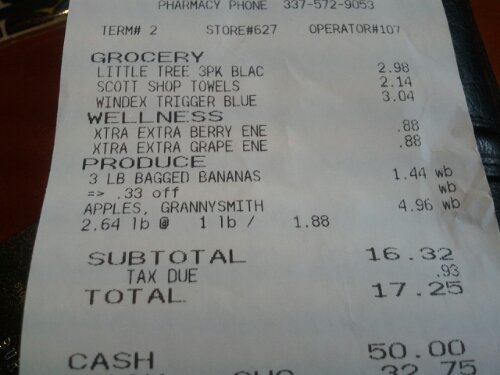 PHARMACY PHONE 337-572-9053
TERM# 2 STORE#627 OPERATOR#107
GROCERY
LITTLE TREE 3PK BLAC 2.98
SCOTT SHOP TOWELS 2.14
WINDEX TRIGGER BLUE 3.04
WELLNESS
XTRA EXTRA BERRY ENE .88
XTRA EXTRA GRAPE ENE .88
PRODUCE
3 LB BAGGED BANANAS 1.44 wb
=> .33 off wb
APPLES, GRANNYSMITH 4.96 wb
2.64 lb @ 1 lb / 1.88
SUBTOTAL 16.32
TAX DUE .93
TOTAL 17.25
CASH 50.00
32.75